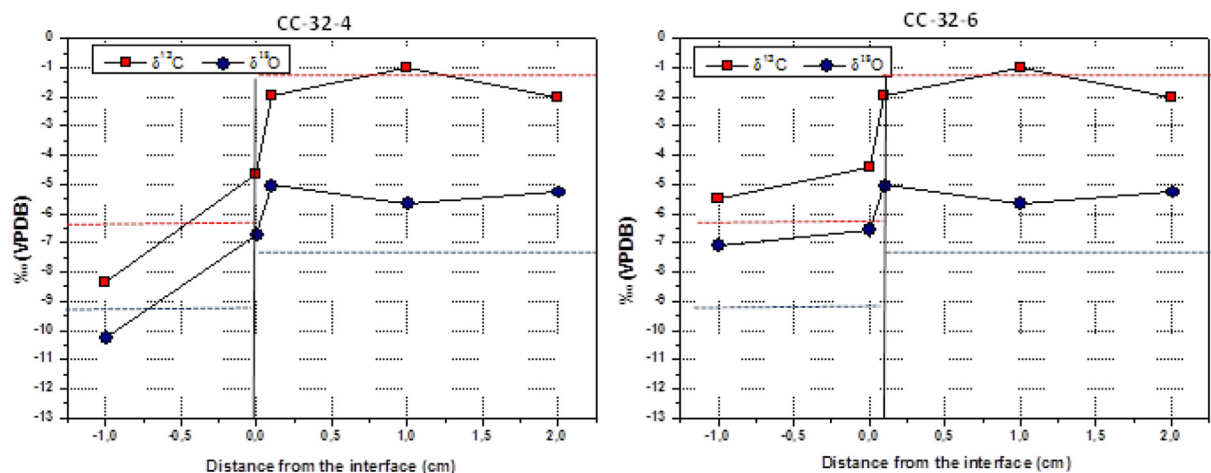 CC-32-4
δ¹³C δ¹⁸O
‰ (VPDB)
0
-1
-2
-3
-4
-5
-6
-7
-8
-9
-10
-11
-12
-13
-1,0 -0,5 0,0 0,5 1,0 1,5 2,0
Distance from the interface (cm)
CC-32-6
δ¹³C δ¹⁸O
‰ (VPDB)
0
-1
-2
-3
-4
-5
-6
-7
-8
-9
-10
-11
-12
-13
-1,0 -0,5 0,0 0,5 1,0 1,5 2,0
Distance from the interface (cm)